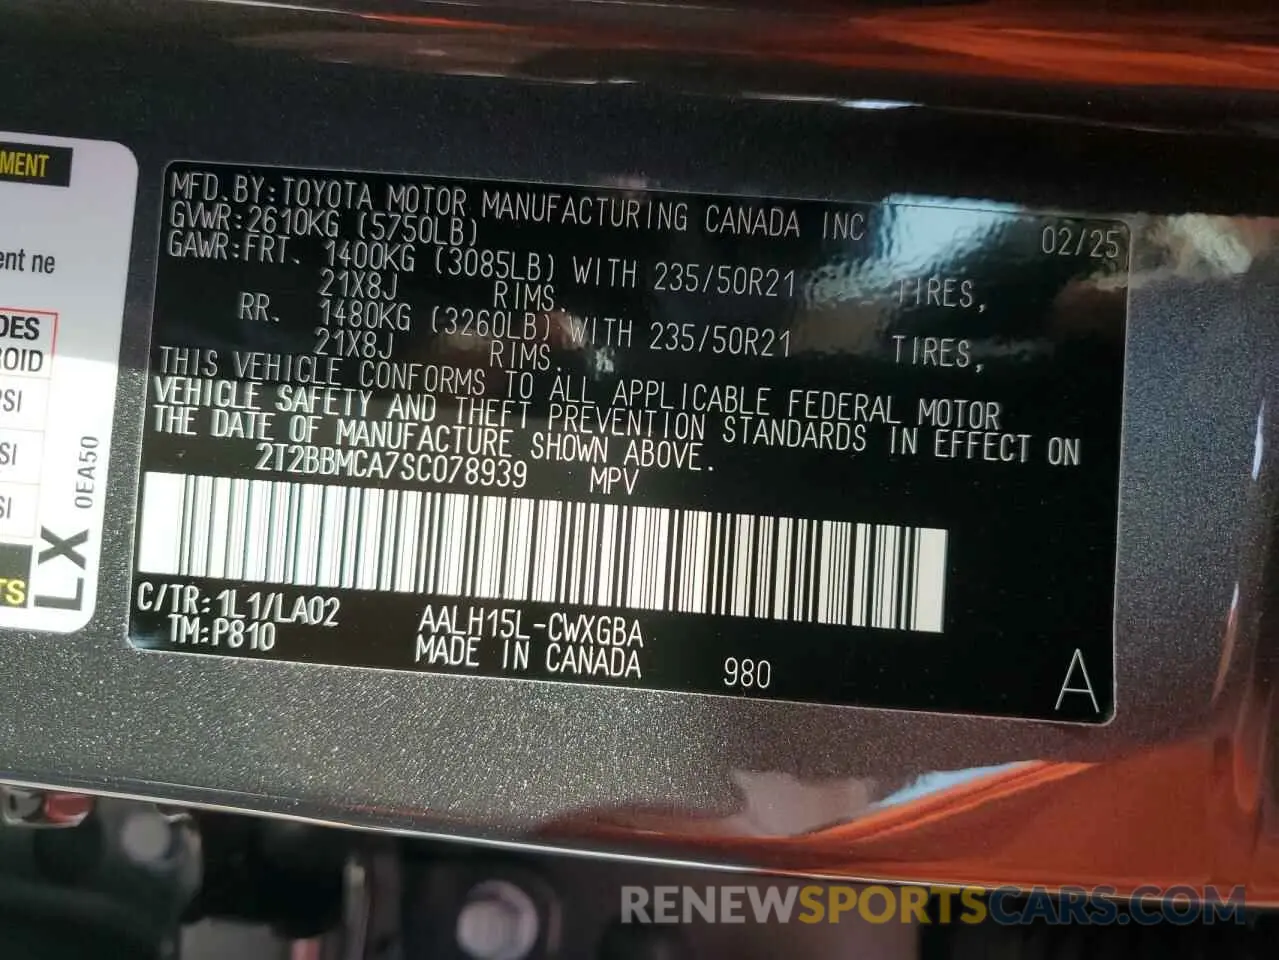 MFD.BY:TOYOTA MOTOR MANUFACTURING CANADA INC 02/25
GVWR:2610KG (5750LB)
GAWR:FRT. 1400KG (3085LB) WITH 235/50R21 TIRES,
21X8J RIMS.
RR. 1480KG (3260LB) WITH 235/50R21 TIRES,
21X8J RIMS.
THIS VEHICLE CONFORMS TO ALL APPLICABLE FEDERAL MOTOR
VEHICLE SAFETY AND THEFT PREVENTION STANDARDS IN EFFECT ON
THE DATE OF MANUFACTURE SHOWN ABOVE.
2T2BBMCA7SC078939 MPV
C/TR:1L1/LA02 AALH15L-CWXGBA
TM:P810 MADE IN CANADA 980 A
MENT
ent ne
DES
ROID
PSI
SI
SI
TS
LX 0EA50
RENEWSPORTSCARS.COM